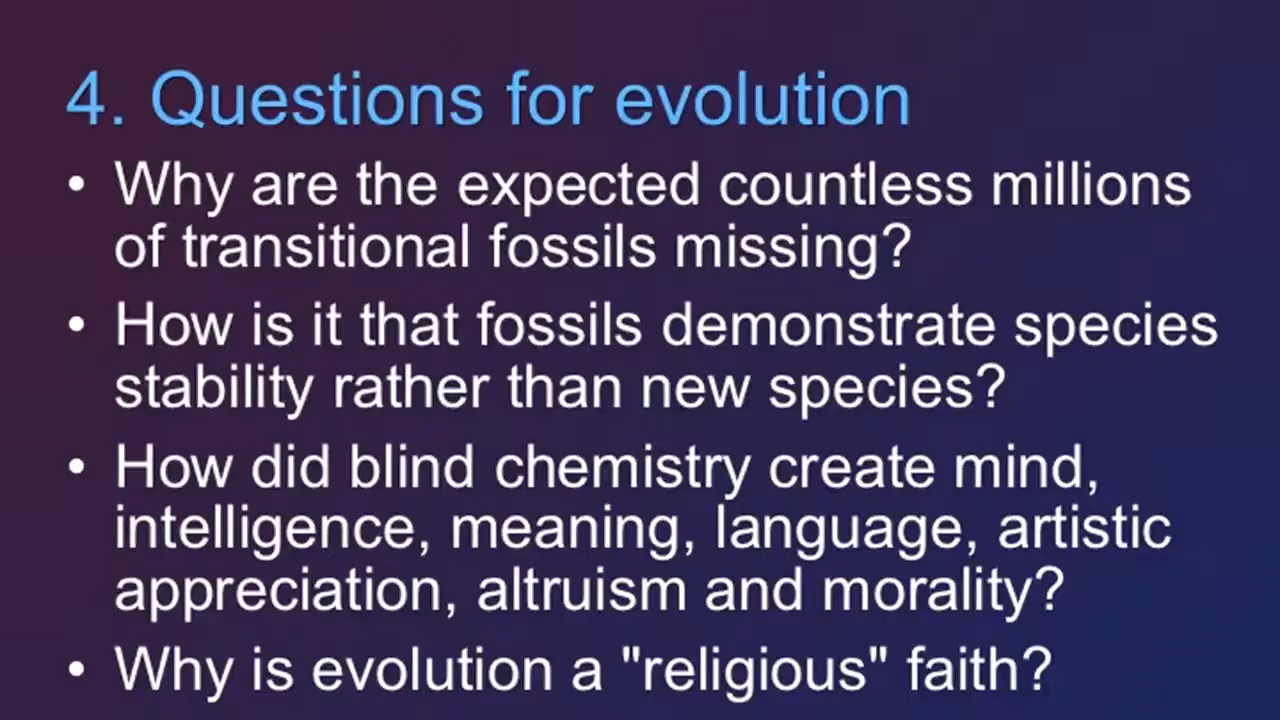 4. Questions for evolution
• Why are the expected countless millions
of transitional fossils missing?
• How is it that fossils demonstrate species
stability rather than new species?
• How did blind chemistry create mind,
intelligence, meaning, language, artistic
appreciation, altruism and morality?
• Why is evolution a "religious" faith?